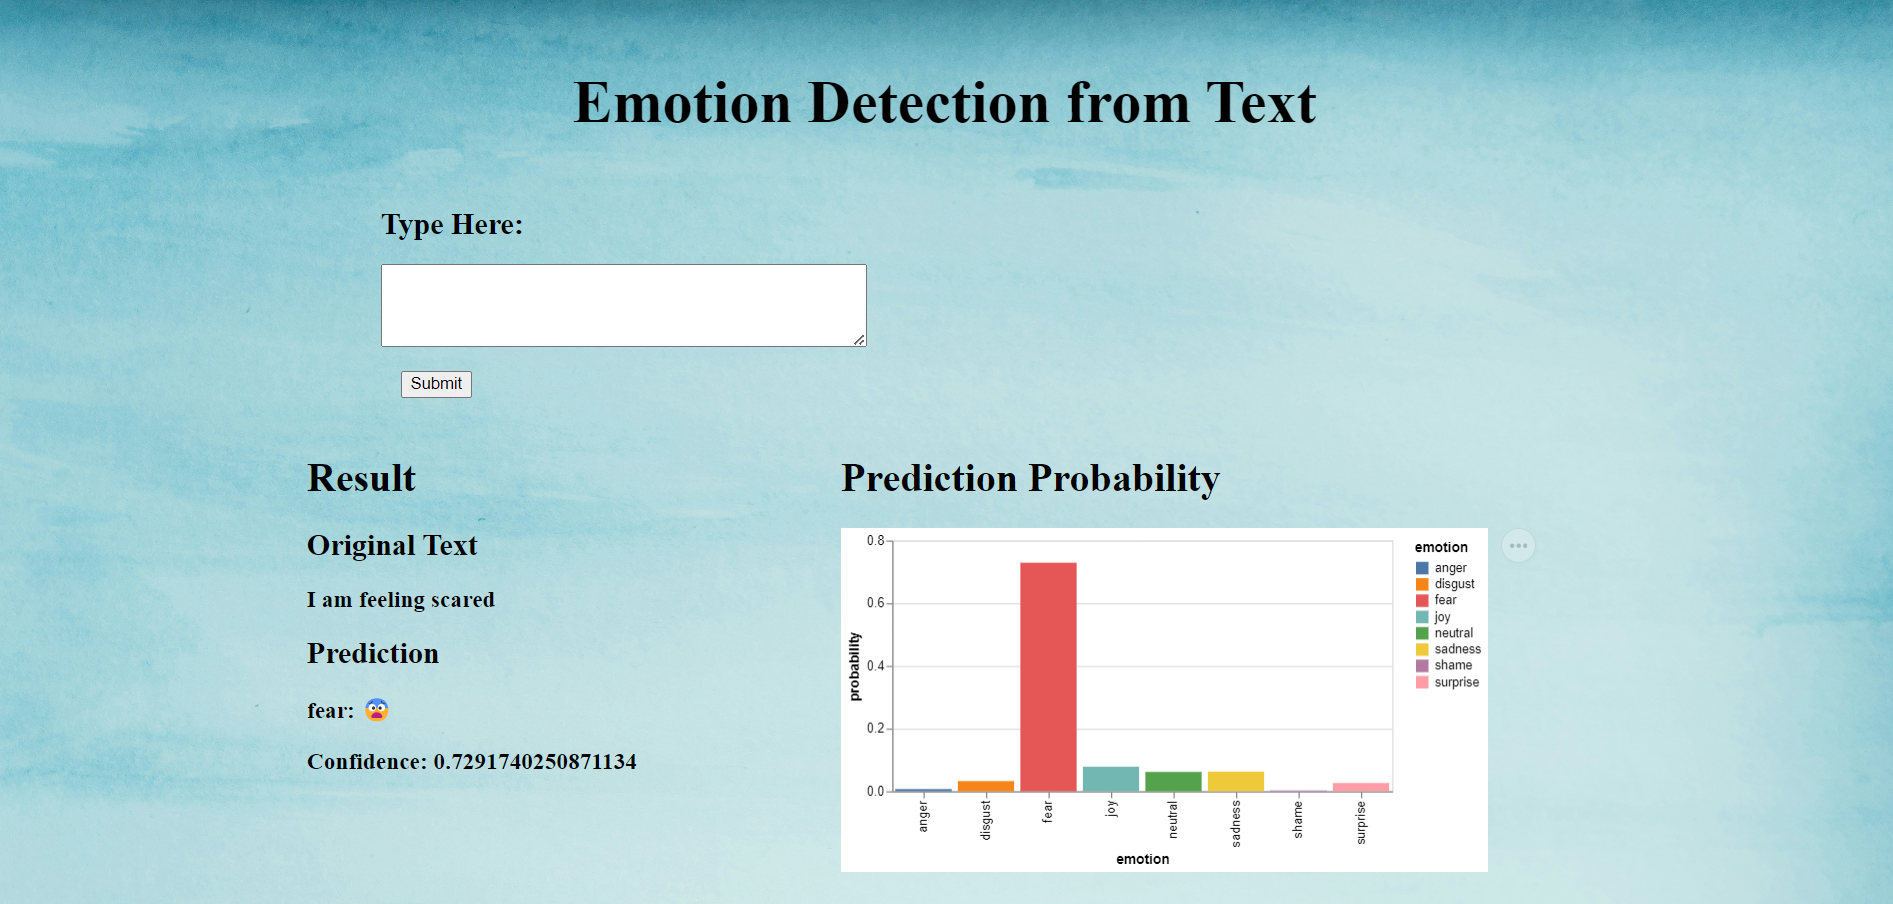 Emotion Detection from Text
Type Here:
Submit
Result
Original Text
I am feeling scared
Prediction
fear: 😨
Confidence: 0.7291740250871134
Prediction Probability
0.8
0.6
0.4
0.2
0.0
probability
anger
disgust
fear
joy
neutral
sadness
shame
surprise
emotion
emotion
anger
disgust
fear
joy
neutral
sadness
shame
surprise